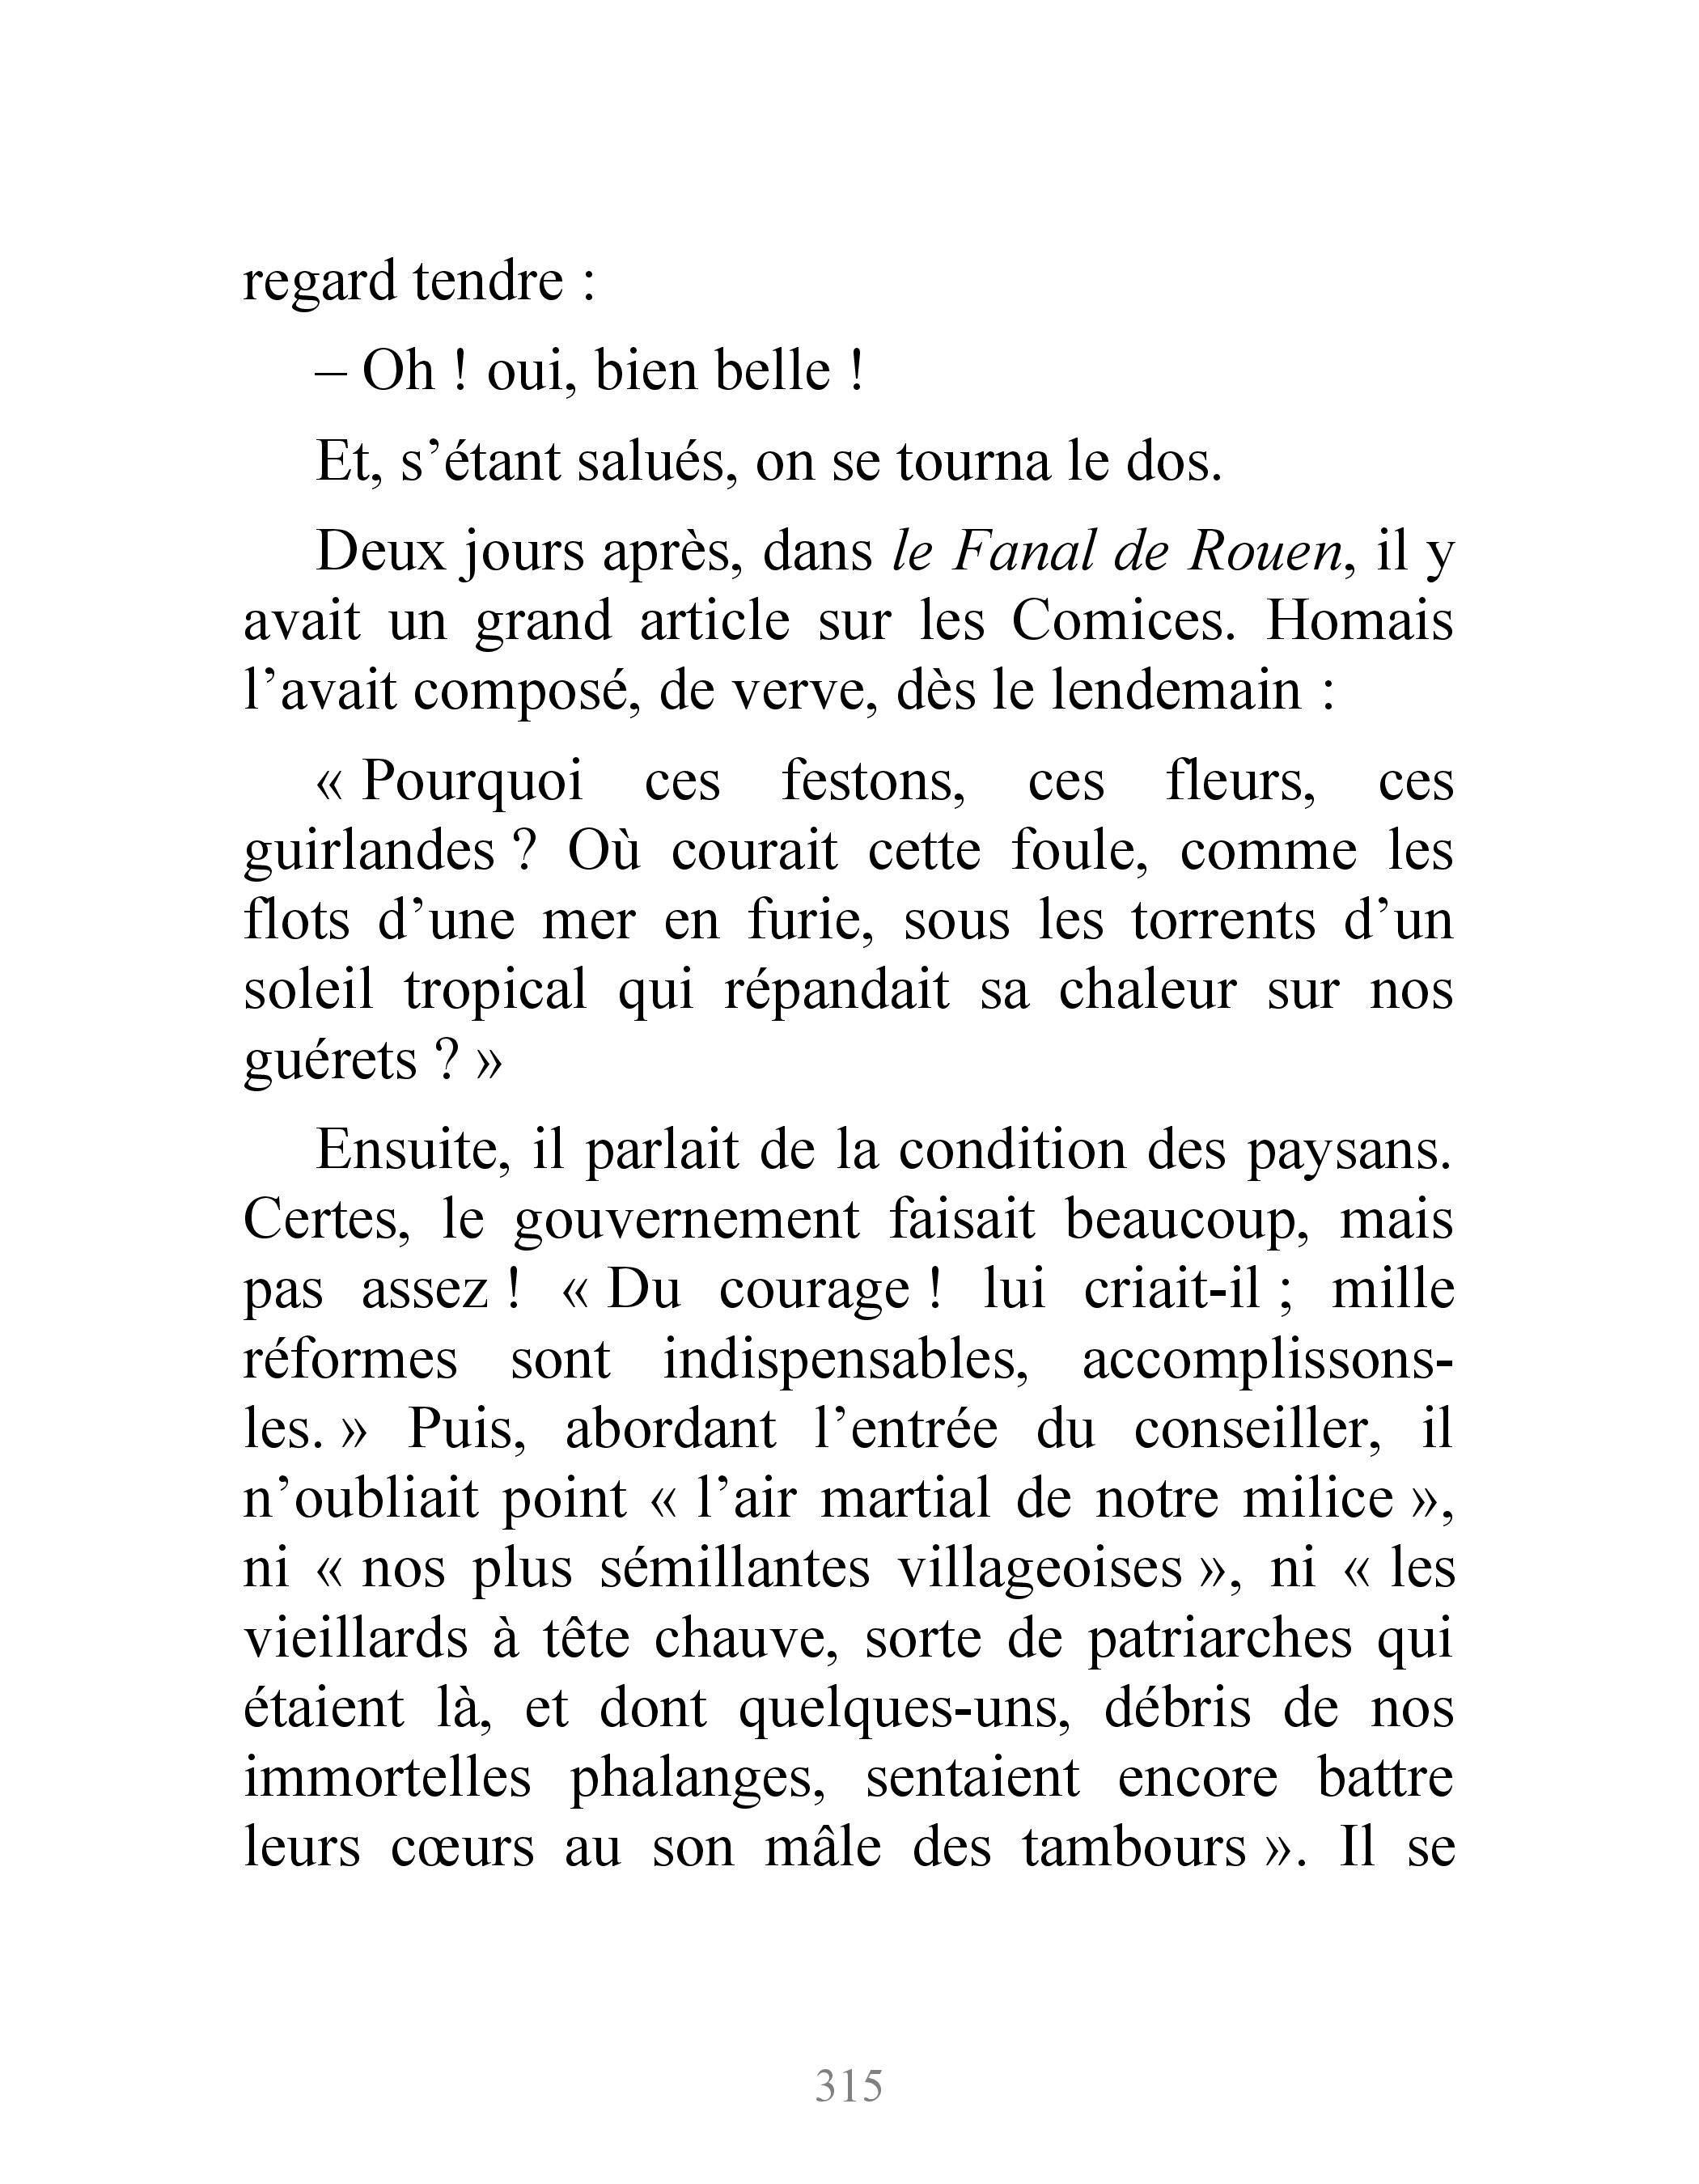 regard tendre :
– Oh ! oui, bien belle !
Et, s’étant salués, on se tourna le dos.
Deux jours après, dans le Fanal de Rouen, il y
avait un grand article sur les Comices. Homais
l’avait composé, de verve, dès le lendemain :
« Pourquoi ces festons, ces fleurs, ces
guirlandes ? Où courait cette foule, comme les
flots d’une mer en furie, sous les torrents d’un
soleil tropical qui répandait sa chaleur sur nos
guérets ? »
Ensuite, il parlait de la condition des paysans.
Certes, le gouvernement faisait beaucoup, mais
pas assez ! « Du courage ! lui criait-il ; mille
réformes sont indispensables, accomplissons-
les. » Puis, abordant l’entrée du conseiller, il
n’oubliait point « l’air martial de notre milice »,
ni « nos plus sémillantes villageoises », ni « les
vieillards à tête chauve, sorte de patriarches qui
étaient là, et dont quelques-uns, débris de nos
immortelles phalanges, sentaient encore battre
leurs cœurs au son mâle des tambours ». Il se
315